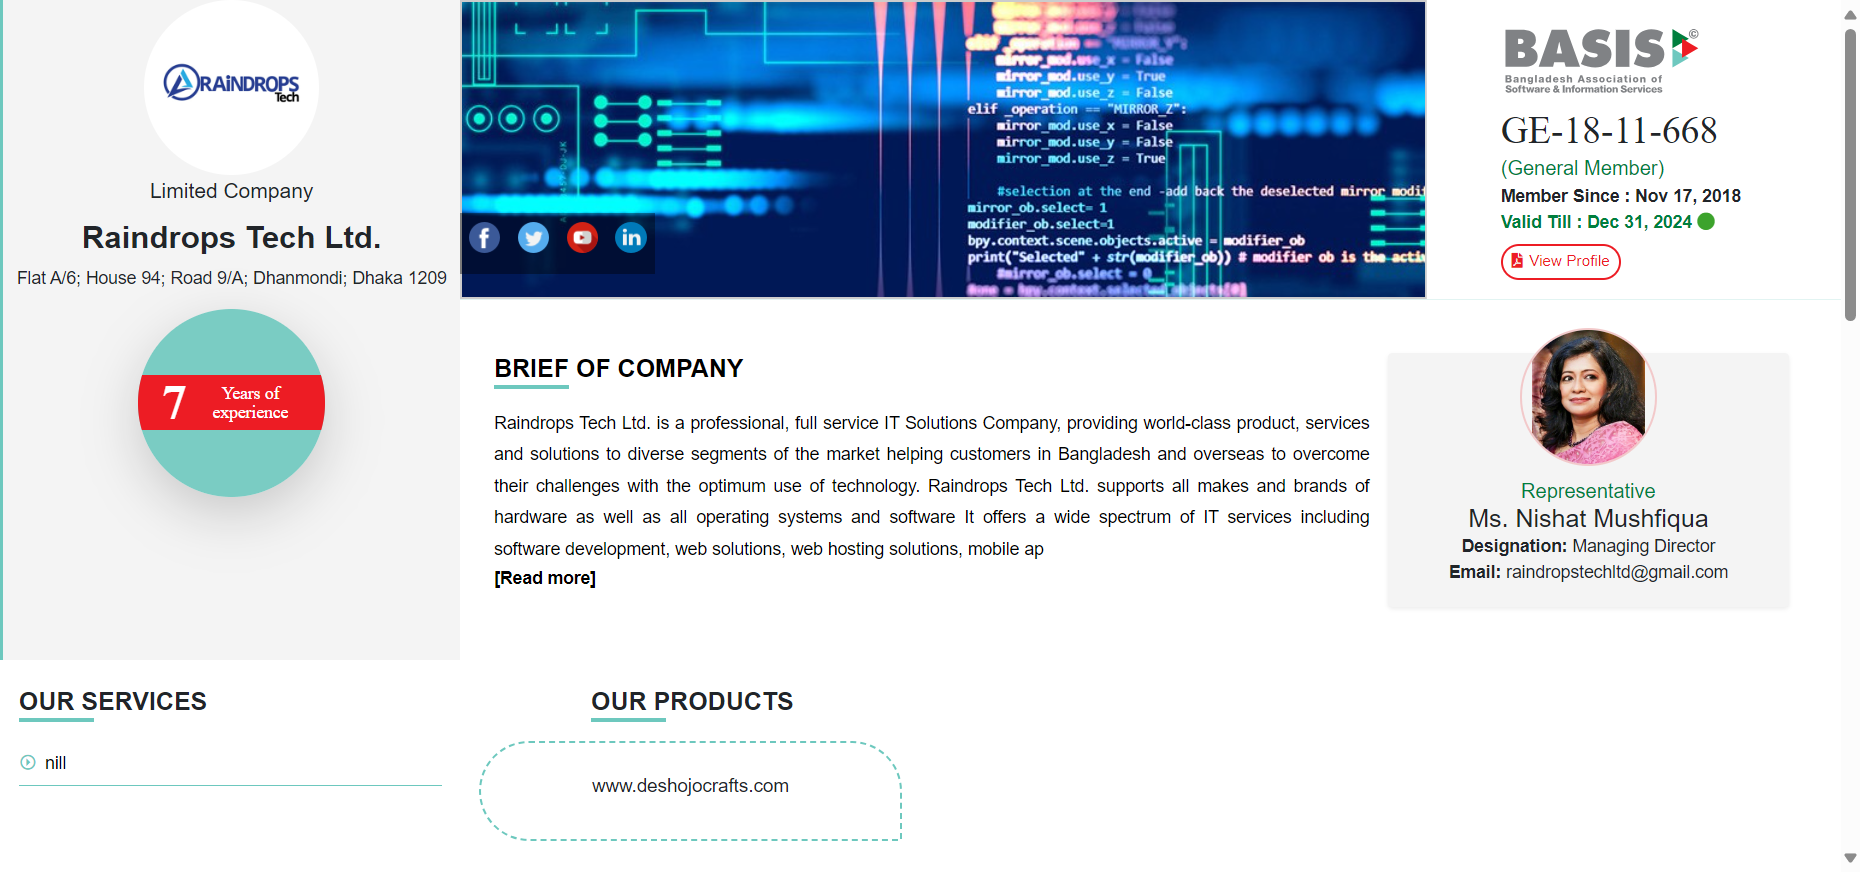 RAiNDROPS
Tech
Limited Company
Raindrops Tech Ltd.
Flat A/6; House 94; Road 9/A; Dhanmondi; Dhaka 1209
7 Years of
experience
mirror_mod.use_x = False
mirror_mod.use_y = True
mirror_mod.use_z = False
elif _operation == "MIRROR_Z":
mirror_mod.use_x = False
mirror_mod.use_y = False
mirror_mod.use_z = True
#selection at the end -add back the deselected mirror modif
mirror_ob.select= 1
modifier_ob.select=1
bpy.context.scene.objects.active = modifier_ob
print("Selected" + str(modifier_ob)) # modifier ob is the activ
#mirror_ob.select = 0
BASIS ©
Bangladesh Association of
Software & Information Services
GE-18-11-668
(General Member)
Member Since : Nov 17, 2018
Valid Till : Dec 31, 2024
View Profile
BRIEF OF COMPANY
Raindrops Tech Ltd. is a professional, full service IT Solutions Company, providing world-class product, services
and solutions to diverse segments of the market helping customers in Bangladesh and overseas to overcome
their challenges with the optimum use of technology. Raindrops Tech Ltd. supports all makes and brands of
hardware as well as all operating systems and software It offers a wide spectrum of IT services including
software development, web solutions, web hosting solutions, mobile ap
[Read more]
Representative
Ms. Nishat Mushfiqua
Designation: Managing Director
Email: raindropstechltd@gmail.com
OUR SERVICES
nill
OUR PRODUCTS
www.deshojocrafts.com